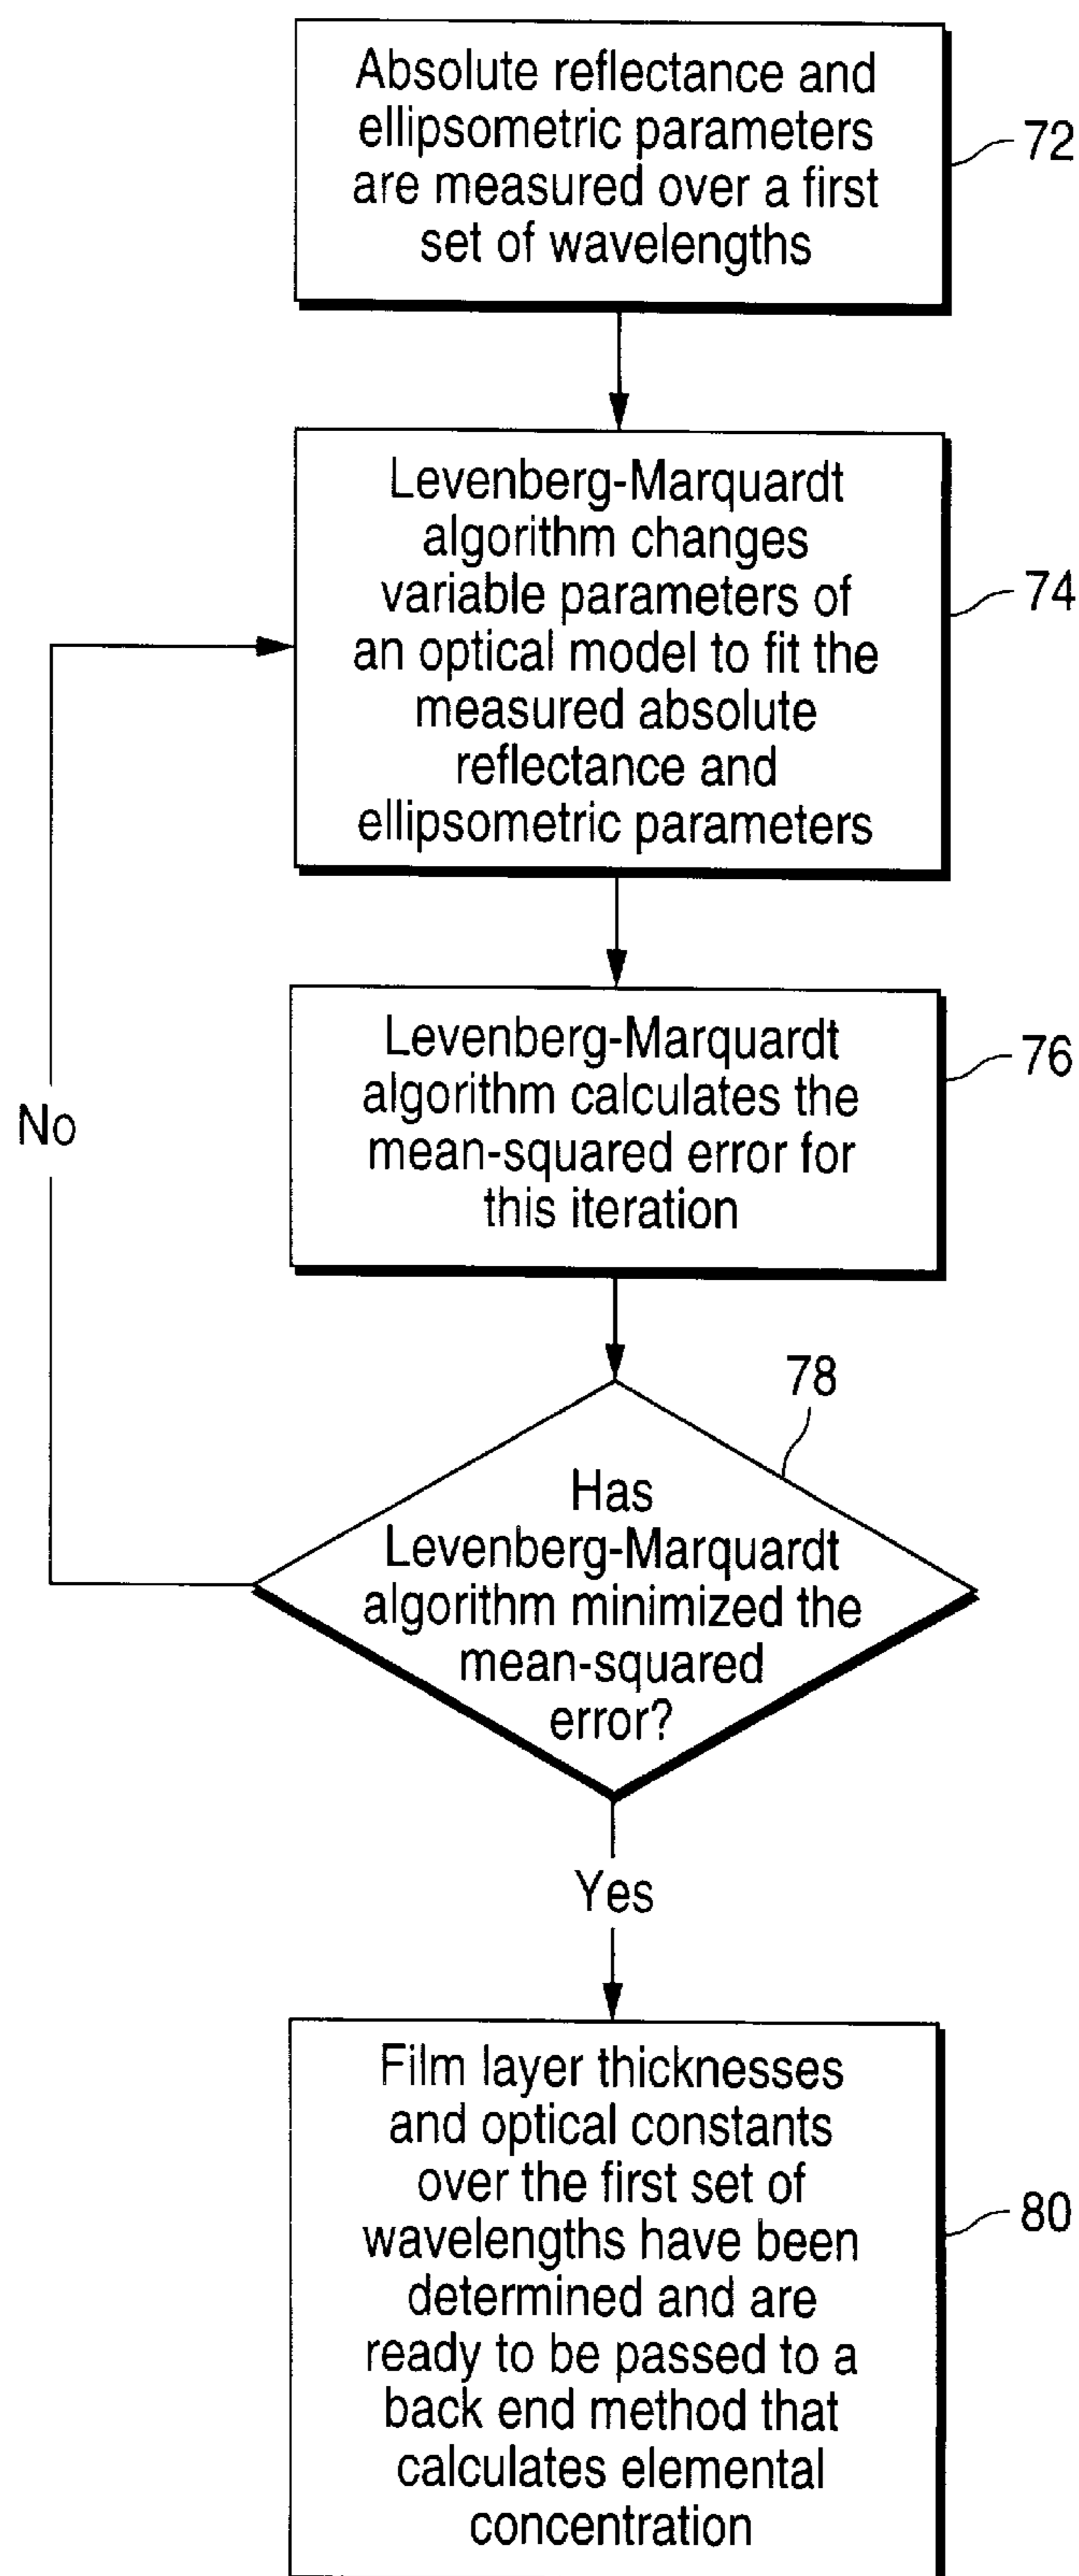 Absolute reflectance and
ellipsometric parameters
are measured over a first
set of wavelengths
72
Levenberg-Marquardt
algorithm changes
variable parameters of
an optical model to fit the
measured absolute
reflectance and
ellipsometric parameters
74
Levenberg-Marquardt
algorithm calculates the
mean-squared error for
this iteration
76
No
78
Has
Levenberg-Marquardt
algorithm minimized the
mean-squared
error?
Yes
Film layer thicknesses
and optical constants
over the first set of
wavelengths have been
determined and are
ready to be passed to a
back end method that
calculates elemental
concentration
80